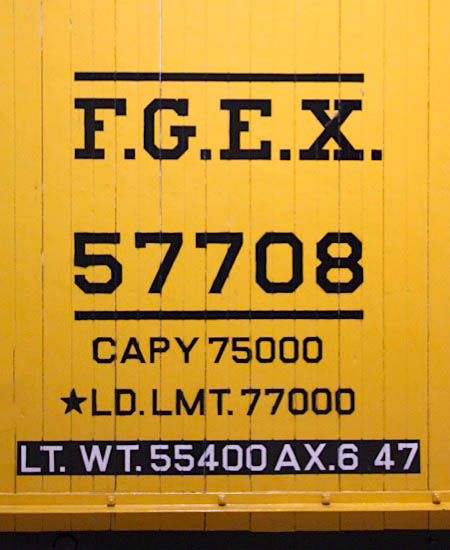 F.G.E.X.
57708
CAPY 75000
★LD. LMT. 77000
LT. WT. 55400 AX.6 47